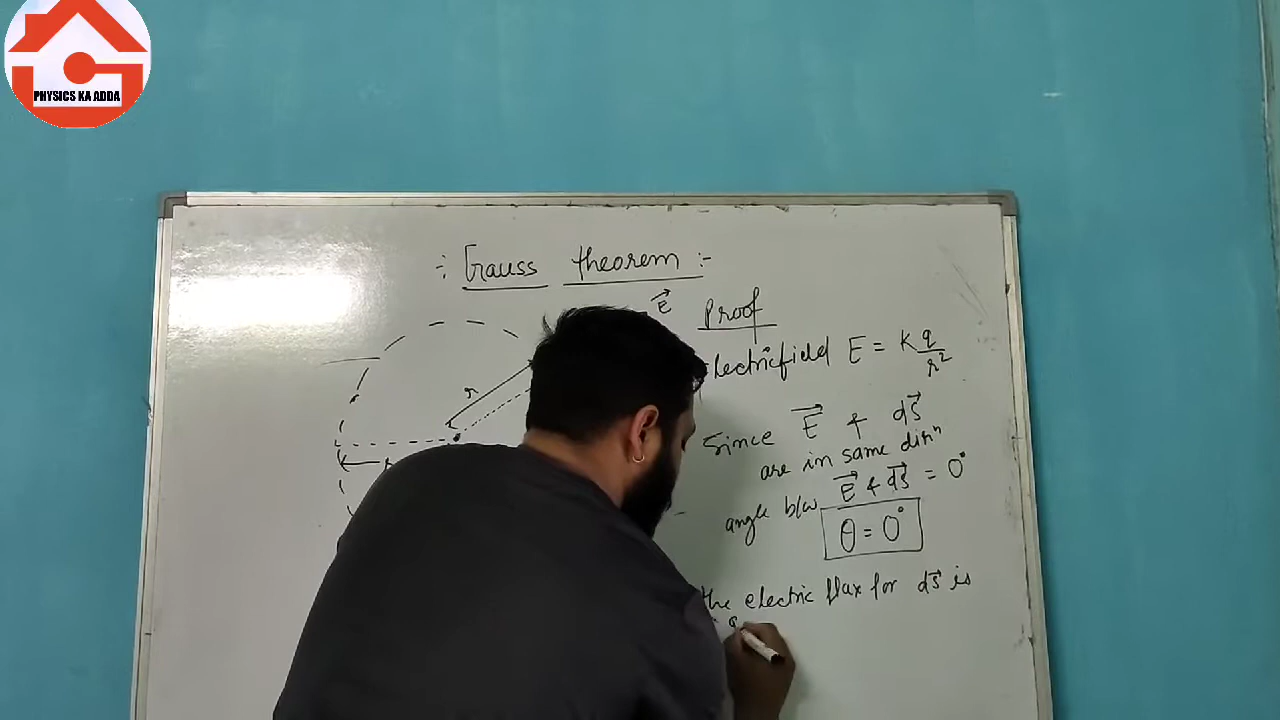 PHYSICS KA ADDA
:- Gauss theorem :-
E⃗
Proof
Electricfield E = K q/r²
r
Since E⃗ & dS⃗
are in same dirⁿ
angle b/w E⃗ & dS⃗ = 0°
θ = 0°
the electric flux for dS⃗ is